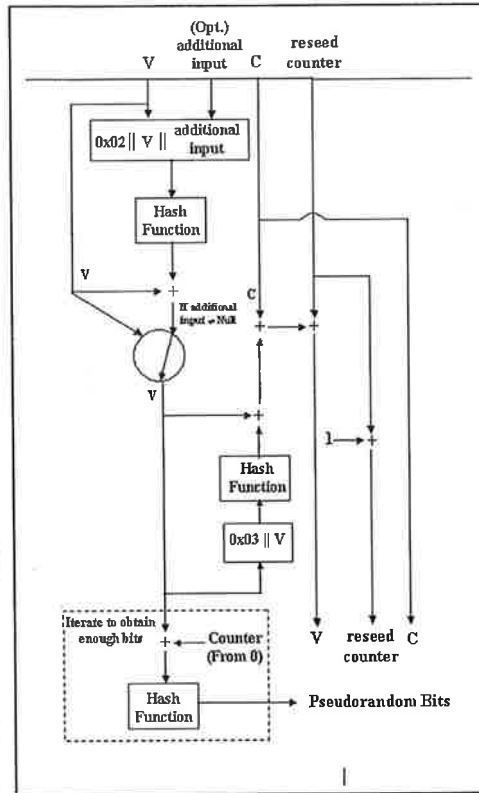 (Opt.)
additional
input
V
C
reseed
counter
0x02 || V ||
additional
input
Hash
Function
V
+
If additional
input ≠ Null
C
+
+
V
+
1
+
Hash
Function
0x03 || V
Iterate to obtain
enough bits
+
Counter
(From 0)
Hash
Function
Pseudorandom Bits
V
reseed
counter
C